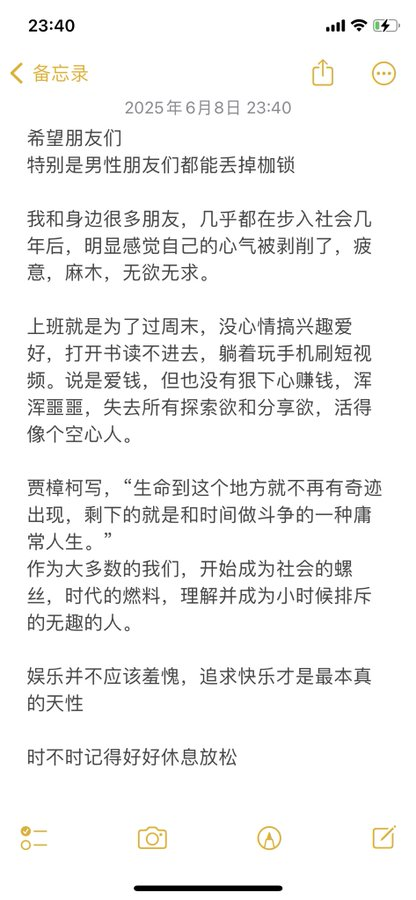 23:40
备忘录
2025年6月8日 23:40
希望朋友们
特别是男性朋友们都能丢掉枷锁
我和身边很多朋友，几乎都在步入社会几
年后，明显感觉自己的心气被剥削了，疲
惫，麻木，无欲无求。
上班就是为了过周末，没心情搞兴趣爱
好，打开书读不进去，躺着玩手机刷短视
频。说是爱钱，但也没有狠下心赚钱，浑
浑噩噩，失去所有探索欲和分享欲，活得
像个空心人。
贾樟柯写，“生命到这个地方就不再有奇迹
出现，剩下的就是和时间做斗争的一种庸
常人生。”
作为大多数的我们，开始成为社会的螺
丝，时代的燃料，理解并成为小时候排斥
的无趣的人。
娱乐并不应该羞愧，追求快乐才是最本真
的天性
时不时记得好好休息放松